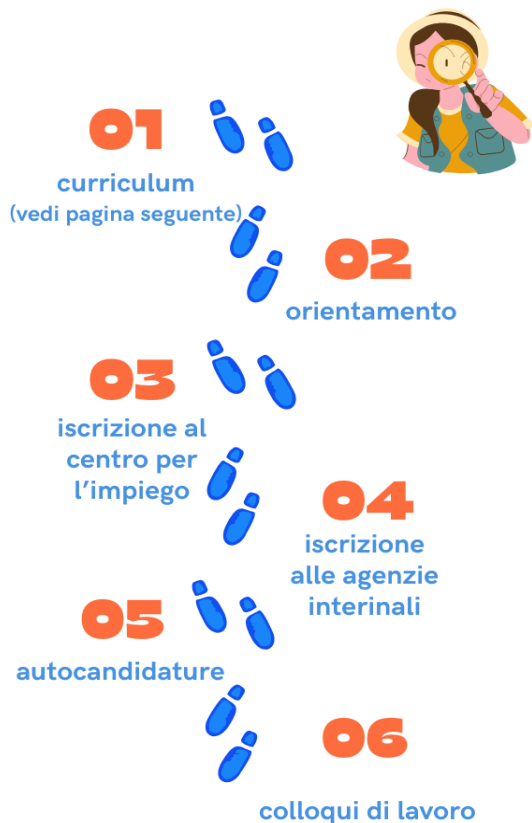 01
curriculum
(vedi pagina seguente)
02
orientamento
03
iscrizione al
centro per
l'impiego
04
iscrizione
alle agenzie
interinali
05
autocandidature
06
colloqui di lavoro